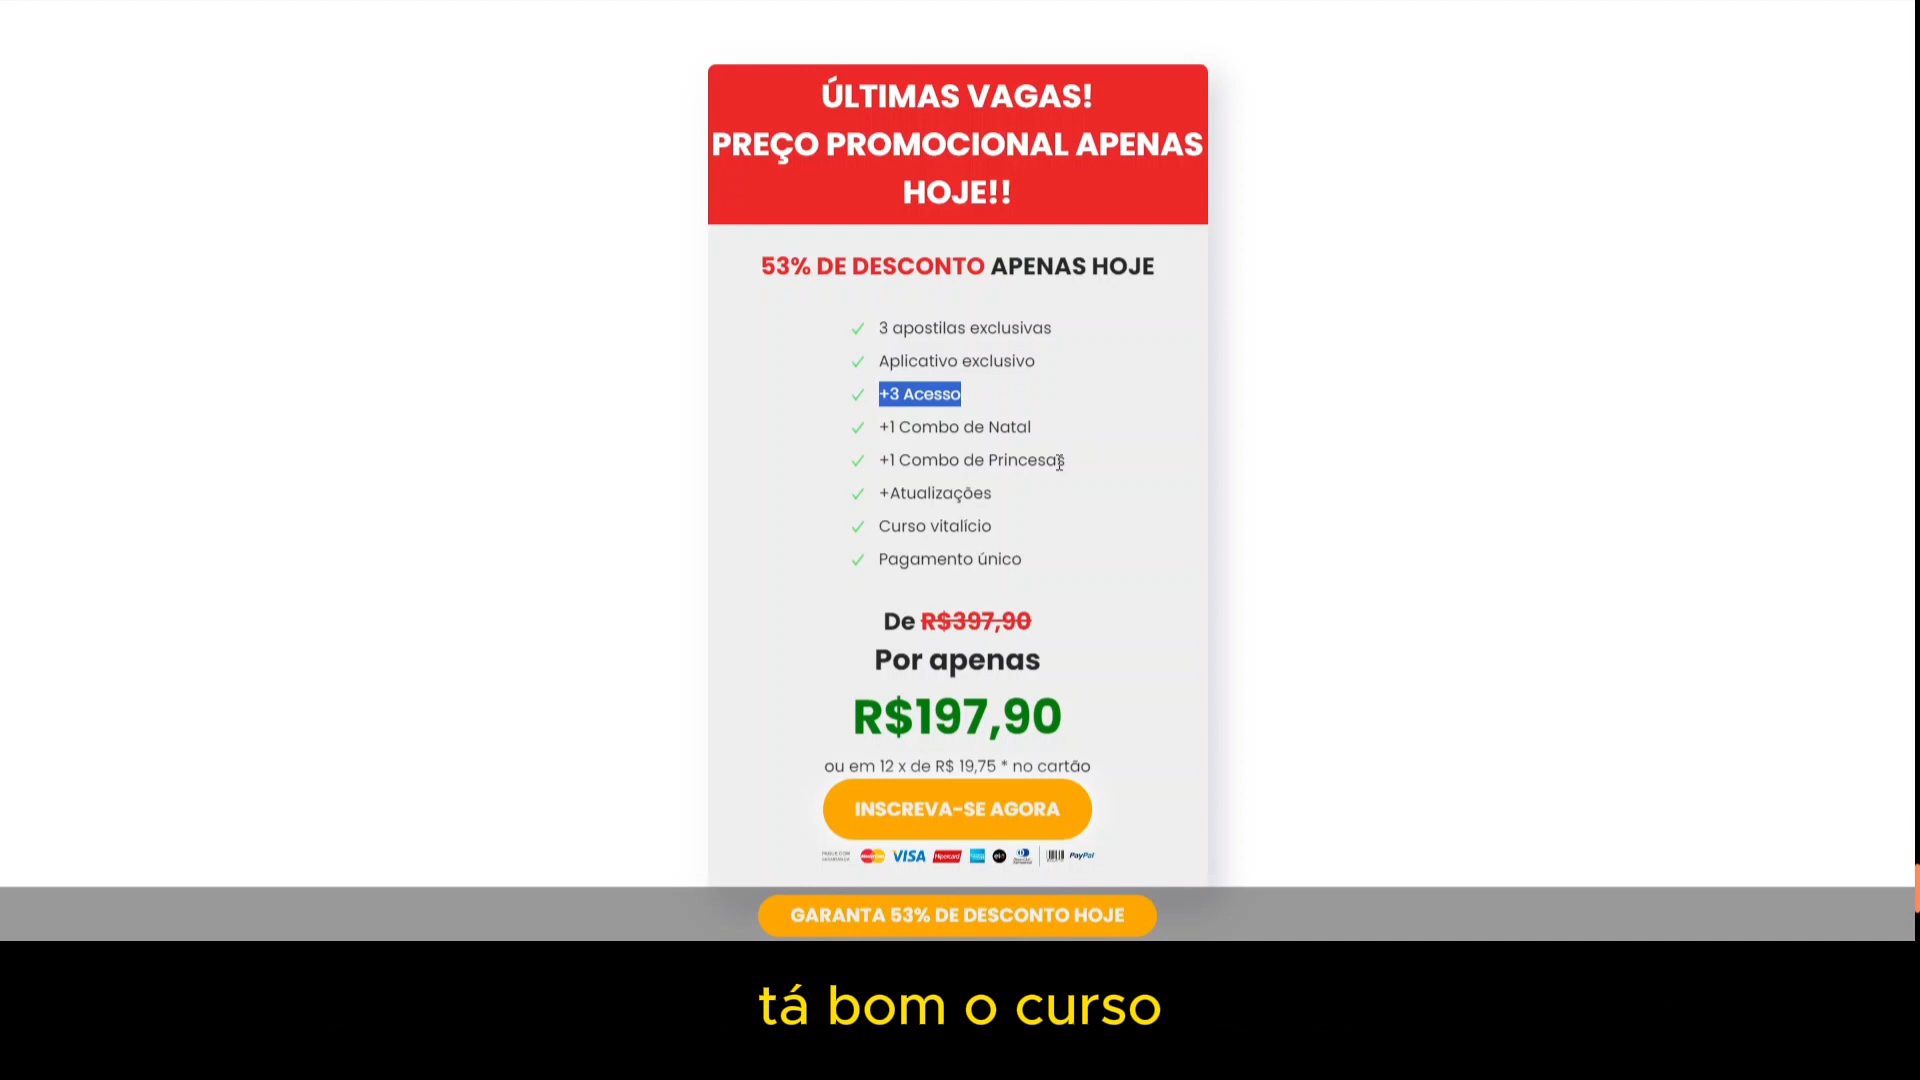 ÚLTIMAS VAGAS!
PREÇO PROMOCIONAL APENAS
HOJE!!
53% DE DESCONTO APENAS HOJE
3 apostilas exclusivas
Aplicativo exclusivo
+3 Acesso
+1 Combo de Natal
+1 Combo de Princesas
+Atualizações
Curso vitalício
Pagamento único
De R$397,90
Por apenas
R$197,90
ou em 12 x de R$ 19,75 * no cartão
INSCREVA-SE AGORA
VISA Hipercard elo PayPal
GARANTA 53% DE DESCONTO HOJE
tá bom o curso